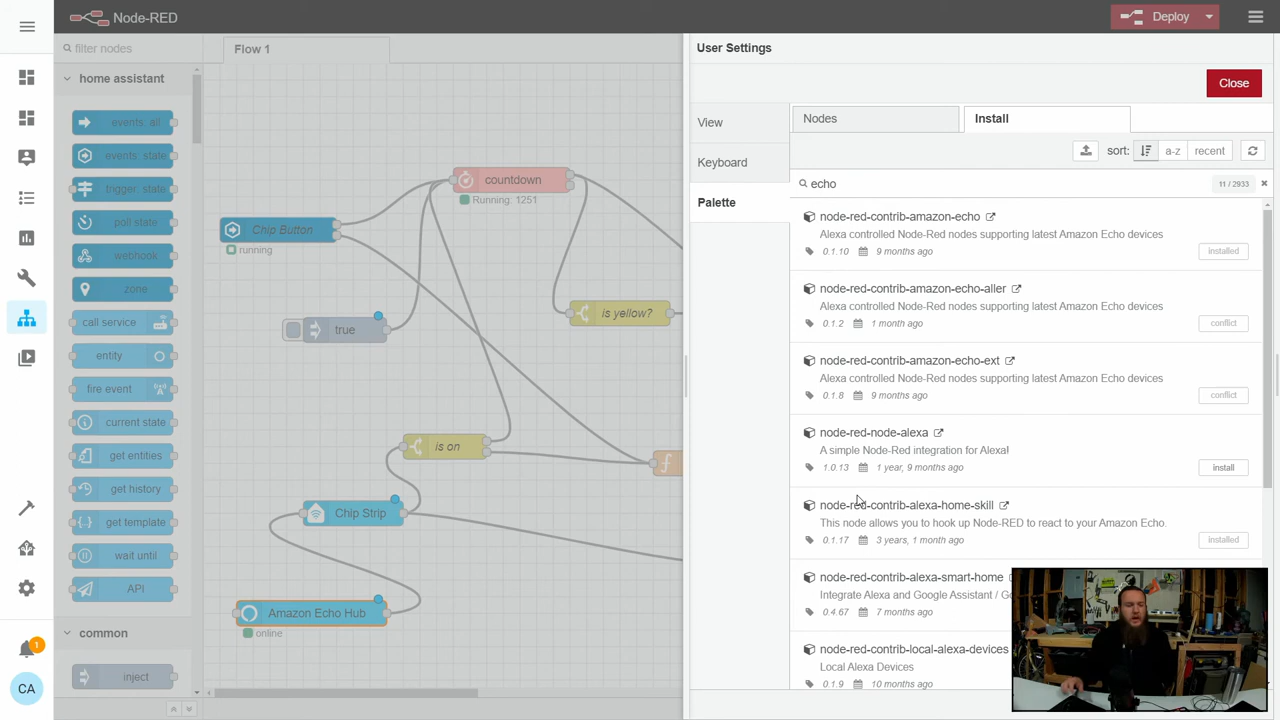 Node-RED
Deploy
filter nodes
Flow 1
User Settings
home assistant
Close
events: all
View
Nodes
Install
events: state
Keyboard
sort:
a-z
recent
trigger: state
Palette
echo
11 / 2933
poll state
countdown
Running: 1251
node-red-contrib-amazon-echo
Alexa controlled Node-Red nodes supporting latest Amazon Echo devices
0.1.10
9 months ago
installed
webhook
Chip Button
running
zone
node-red-contrib-amazon-echo-aller
Alexa controlled Node-Red nodes supporting latest Amazon Echo devices
0.1.2
1 month ago
conflict
call service
true
is yellow?
entity
node-red-contrib-amazon-echo-ext
Alexa controlled Node-Red nodes supporting latest Amazon Echo devices
0.1.8
9 months ago
conflict
fire event
current state
node-red-node-alexa
A simple Node-Red integration for Alexa!
1.0.13
1 year, 9 months ago
install
get entities
is on
f
get history
node-red-contrib-alexa-home-skill
This node allows you to hook up Node-RED to react to your Amazon Echo.
0.1.17
3 years, 1 month ago
installed
get template
Chip Strip
wait until
node-red-contrib-alexa-smart-home
Integrate Alexa and Google Assistant / Go
0.4.67
7 months ago
API
Amazon Echo Hub
online
common
node-red-contrib-local-alexa-devices
Local Alexa Devices
0.1.9
10 months ago
inject
1
CA